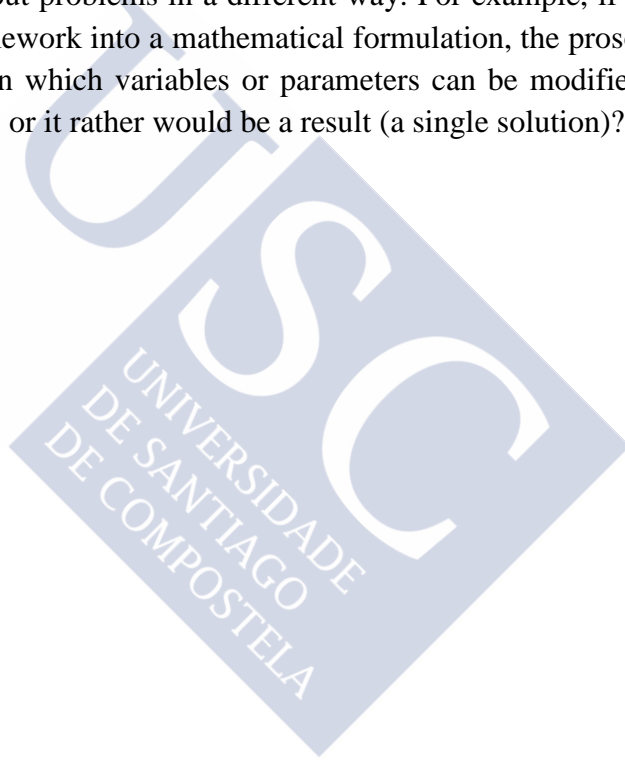 out problems in a different way. For example, if
ework into a mathematical formulation, the prose
n which variables or parameters can be modifie
or it rather would be a result (a single solution)?
USC
UNIVERSIDADE
DE SANTIAGO
DE COMPOSTELA